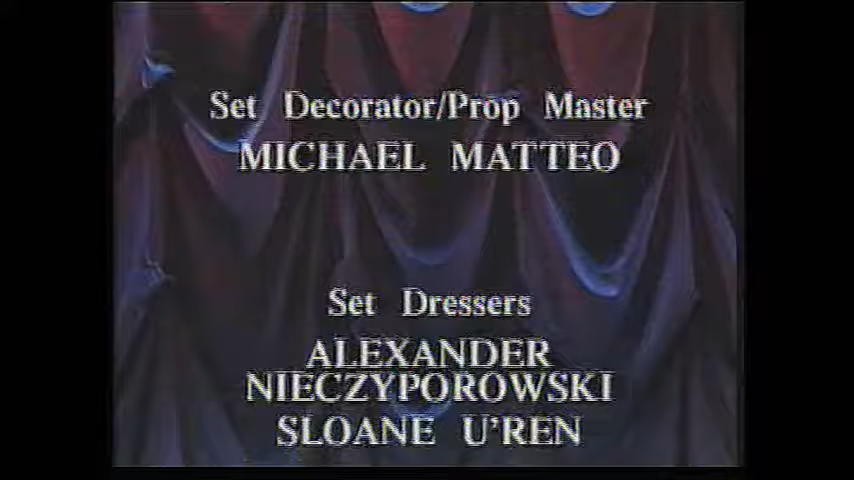 Set Decorator/Prop Master
MICHAEL MATTEO
Set Dressers
ALEXANDER
NIECZYPOROWSKI
SLOANE U'REN